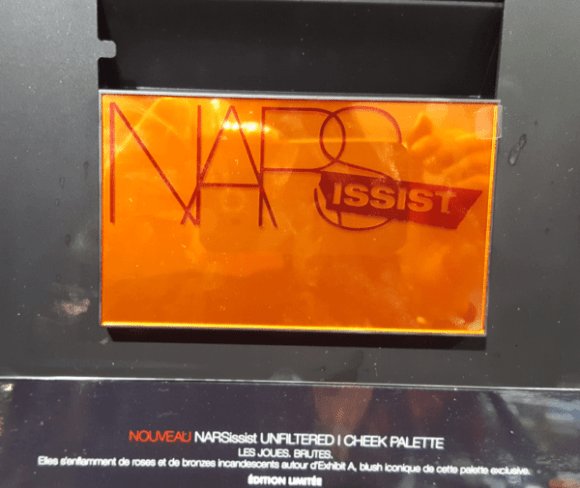 NARS
ISSIST
NOUVEAU NARSissist UNFILTERED I CHEEK PALETTE
LES JOUES. BRUTES.
Elles s'enflamment de roses et de bronzes incandescents autour d'Exhibit A, blush iconique de cette palette exclusive.
ÉDITION LIMITÉE